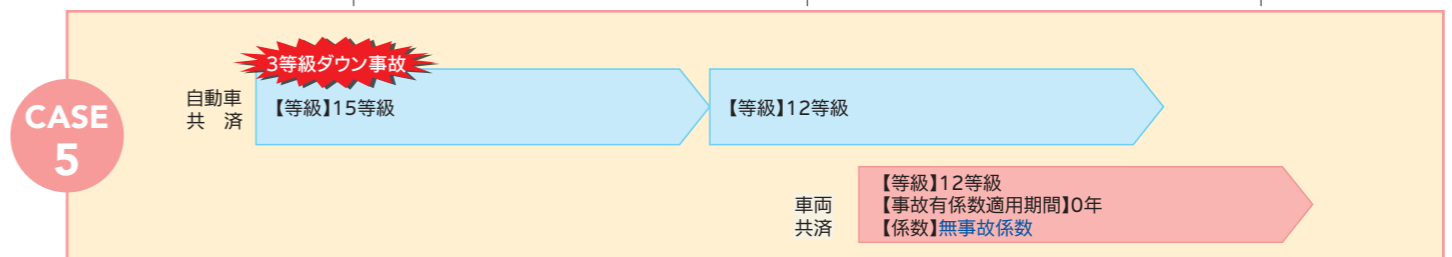 3等級ダウン事故
CASE
5
自動車
共 済
【等級】15等級
【等級】12等級
車両
共済
【等級】12等級
【事故有係数適用期間】0年
【係数】無事故係数